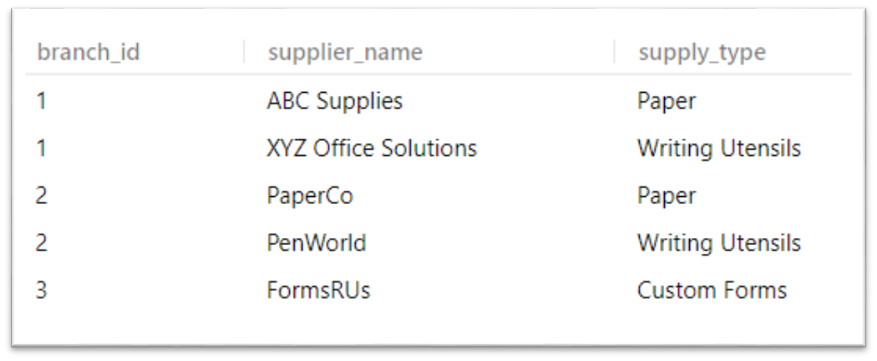 branch_id supplier_name supply_type
1 ABC Supplies Paper
1 XYZ Office Solutions Writing Utensils
2 PaperCo Paper
2 PenWorld Writing Utensils
3 FormsRUs Custom Forms